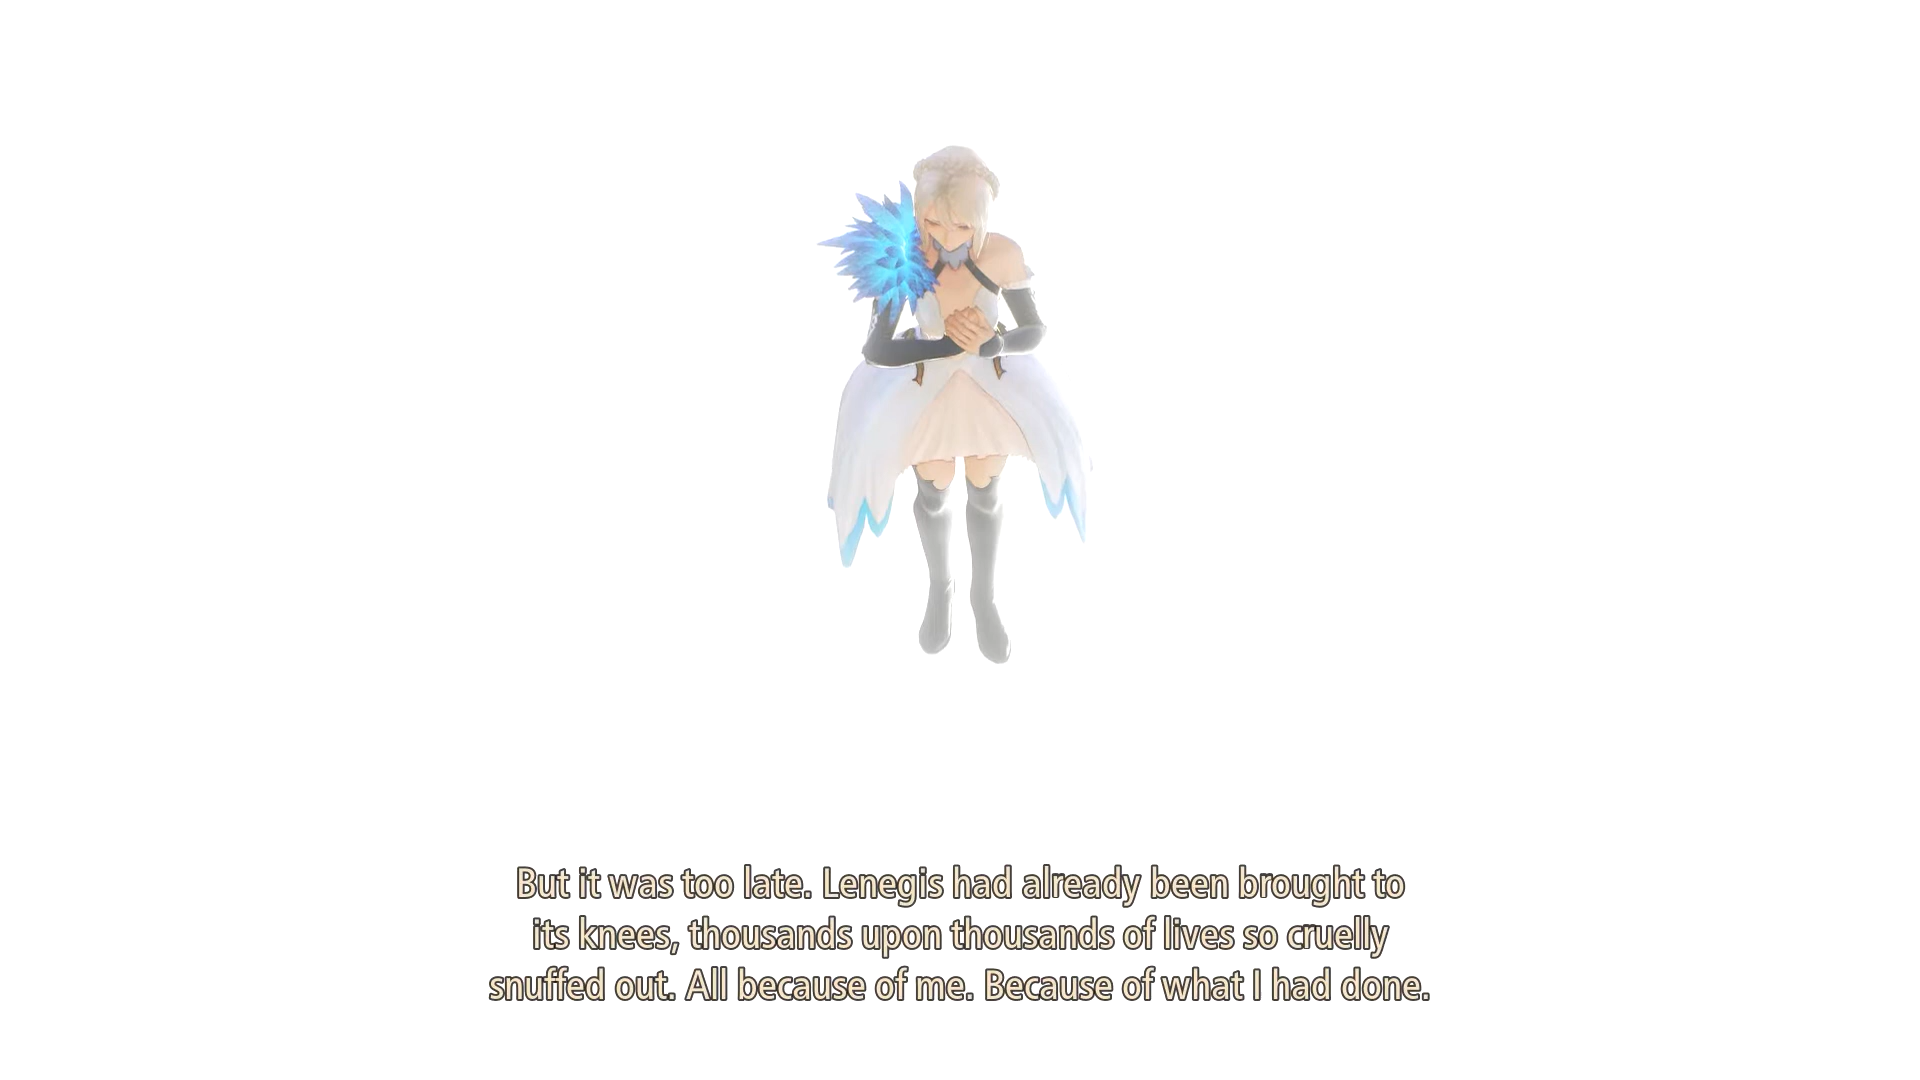 But it was too late. Lenegis had already been brought to
its knees, thousands upon thousands of lives so cruelly
snuffed out. All because of me. Because of what I had done.